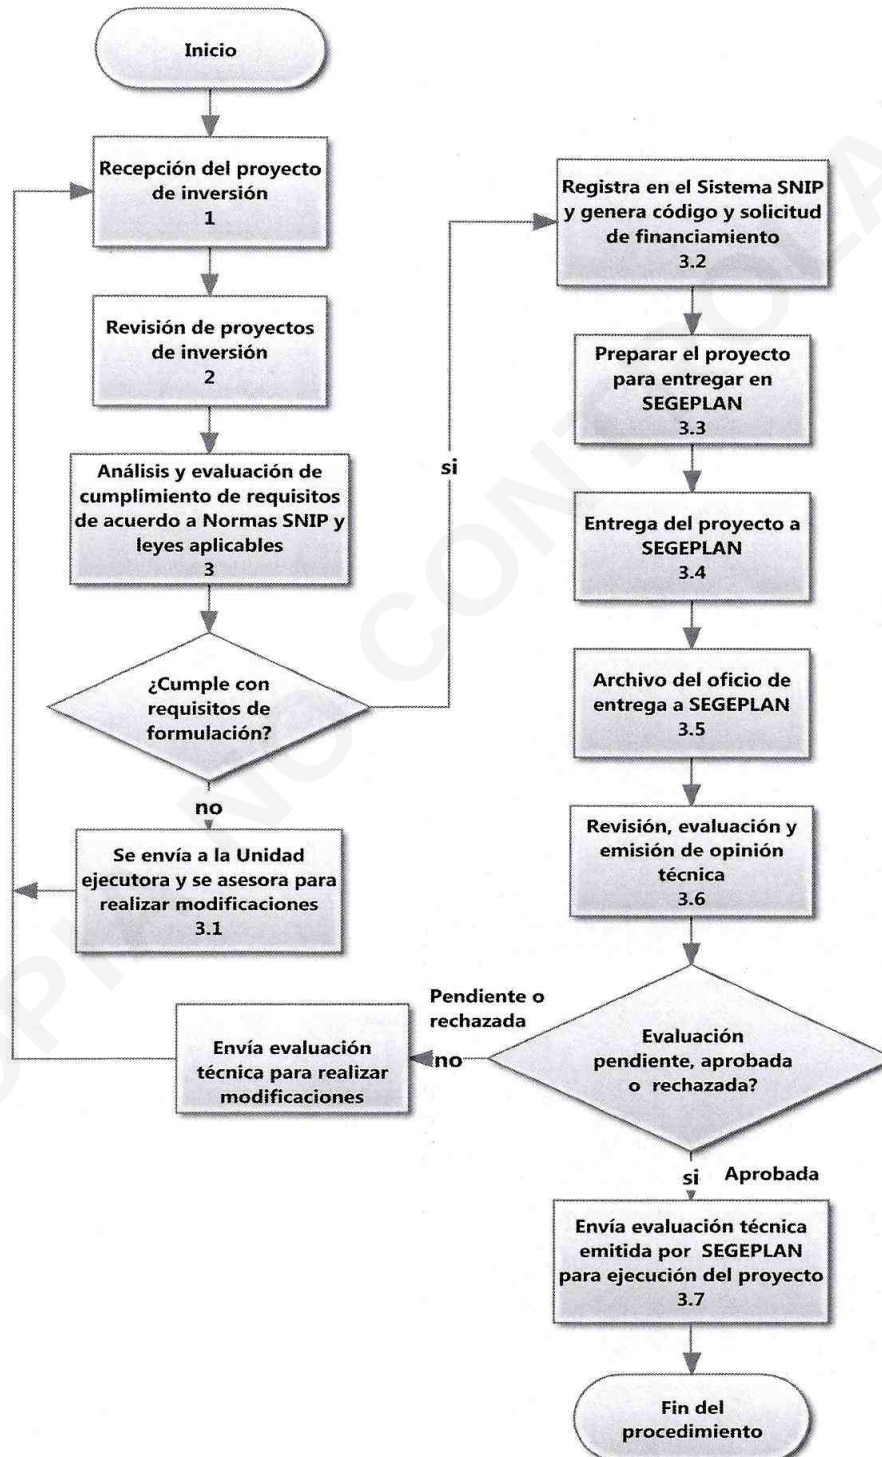 Inicio
Recepción del proyecto
de inversión
1
Revisión de proyectos
de inversión
2
Análisis y evaluación de
cumplimiento de requisitos
de acuerdo a Normas SNIP y
leyes aplicables
3
¿Cumple con
requisitos de
formulación?
no
Se envía a la Unidad
ejecutora y se asesora para
realizar modificaciones
3.1
si
Registra en el Sistema SNIP
y genera código y solicitud
de financiamiento
3.2
Preparar el proyecto
para entregar en
SEGEPLAN
3.3
Entrega del proyecto a
SEGEPLAN
3.4
Archivo del oficio de
entrega a SEGEPLAN
3.5
Revisión, evaluación y
emisión de opinión
técnica
3.6
Evaluación
pendiente, aprobada
o rechazada?
Pendiente o
rechazada
no
Envía evaluación
técnica para realizar
modificaciones
si Aprobada
Envía evaluación técnica
emitida por SEGEPLAN
para ejecución del proyecto
3.7
Fin del
procedimiento